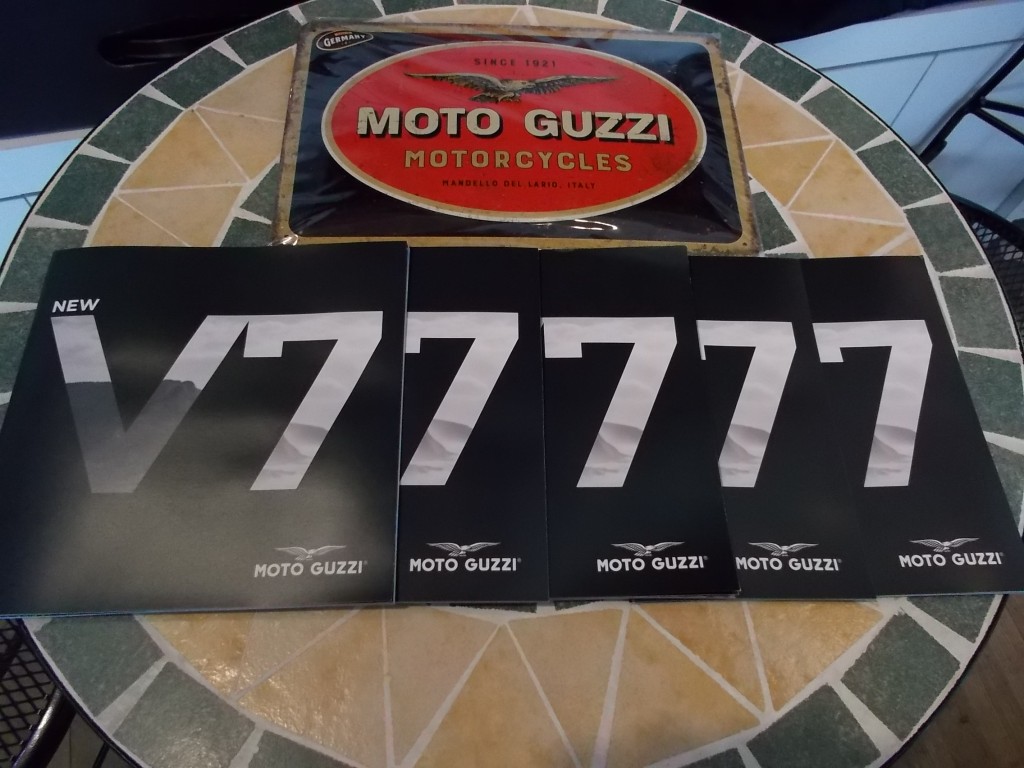 GERMANY
SINCE 1921
MOTO GUZZI
MOTORCYCLES
MANDELLO DEL LARIO, ITALY
NEW
V7
7
7
7
7
MOTO GUZZI®
MOTO GUZZI®
MOTO GUZZI®
MOTO GUZZI®
MOTO GUZZI®